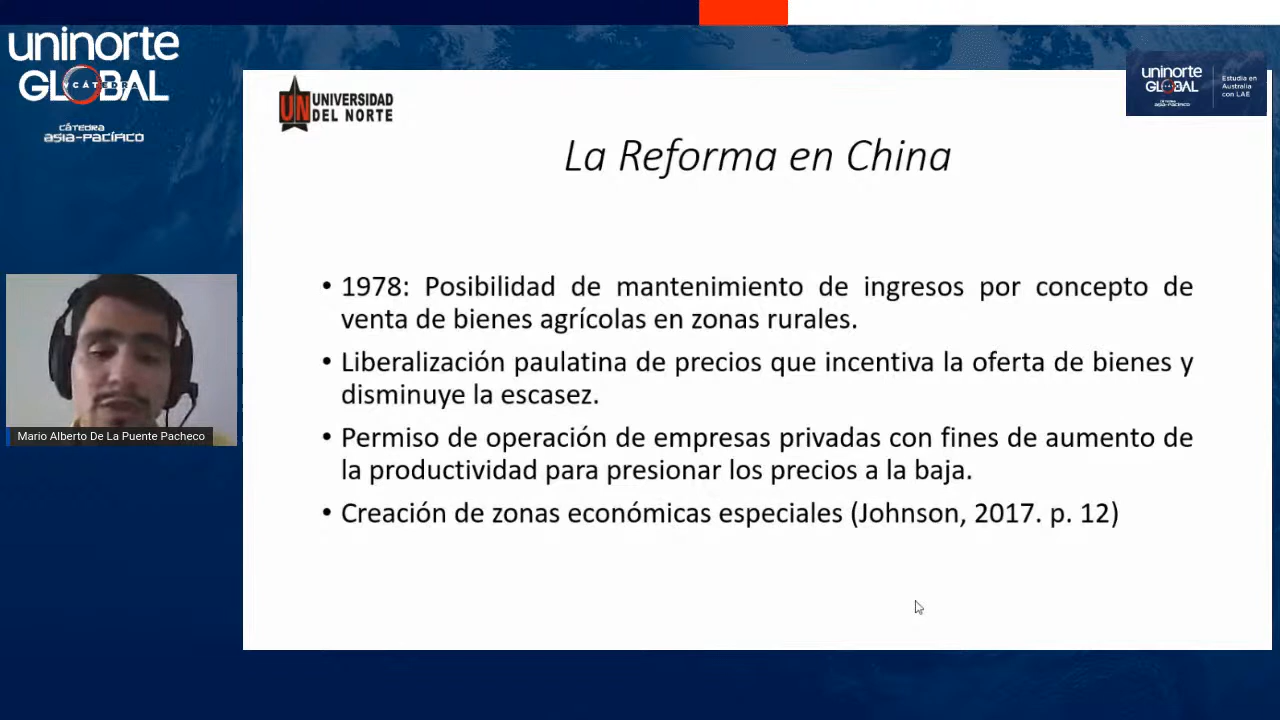 uninorte
GLOBAL
CÁTEDRA
CÁTEDRA
ASIA-PACÍFICO
uninorte
GLOBAL
Estudia en
Australia
con LAE
UN UNIVERSIDAD
DEL NORTE
La Reforma en China
• 1978: Posibilidad de mantenimiento de ingresos por concepto de
venta de bienes agrícolas en zonas rurales.
• Liberalización paulatina de precios que incentiva la oferta de bienes y
disminuye la escasez.
• Permiso de operación de empresas privadas con fines de aumento de
la productividad para presionar los precios a la baja.
• Creación de zonas económicas especiales (Johnson, 2017. p. 12)
Mario Alberto De La Puente Pacheco